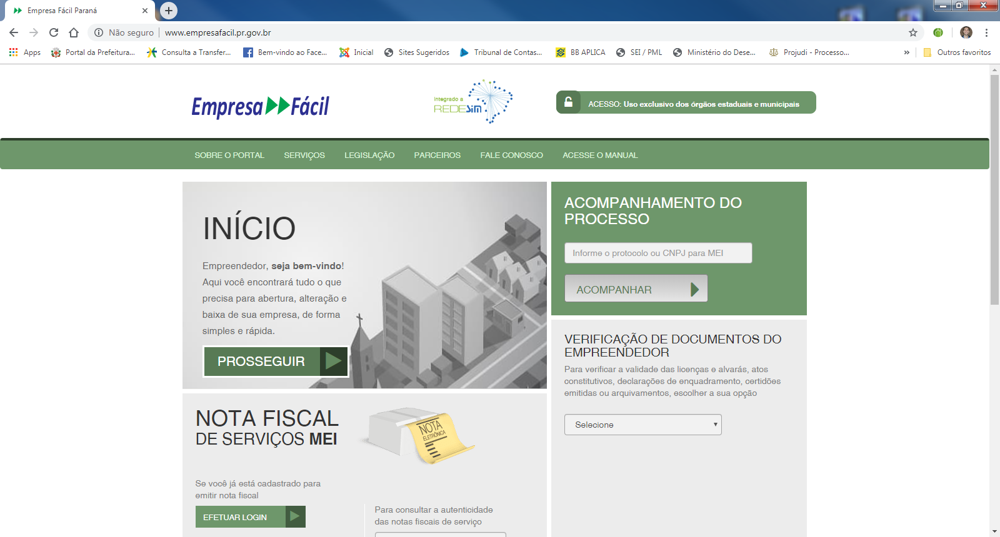 Empresa Fácil Paraná
Não seguro
www.empresafacil.pr.gov.br
Apps
Portal da Prefeitura...
Consulta a Transfer...
Bem-vindo ao Face...
Inicial
Sites Sugeridos
Tribunal de Contas...
BB APLICA
SEI / PML
Ministério do Dese...
Projudi - Processo...
»
Outros favoritos
Empresa Fácil
integrado a
REDESIM
ACESSO: Uso exclusivo dos órgãos estaduais e municipais
SOBRE O PORTAL
SERVIÇOS
LEGISLAÇÃO
PARCEIROS
FALE CONOSCO
ACESSE O MANUAL
INÍCIO
Empreendedor, seja bem-vindo!
Aqui você encontrará tudo o que
precisa para abertura, alteração e
baixa de sua empresa, de forma
simples e rápida.
PROSSEGUIR
ACOMPANHAMENTO DO
PROCESSO
Informe o protocolo ou CNPJ para MEI
ACOMPANHAR
VERIFICAÇÃO DE DOCUMENTOS DO
EMPREENDEDOR
Para verificar a validade das licenças e alvarás, atos
constitutivos, declarações de enquadramento, certidões
emitidas ou arquivamentos, escolher a sua opção
Selecione
NOTA FISCAL
DE SERVIÇOS MEI
NOTA
ELETRÔNICA
Se você já está cadastrado para
emitir nota fiscal
EFETUAR LOGIN
Para consultar a autenticidade
das notas fiscais de serviço